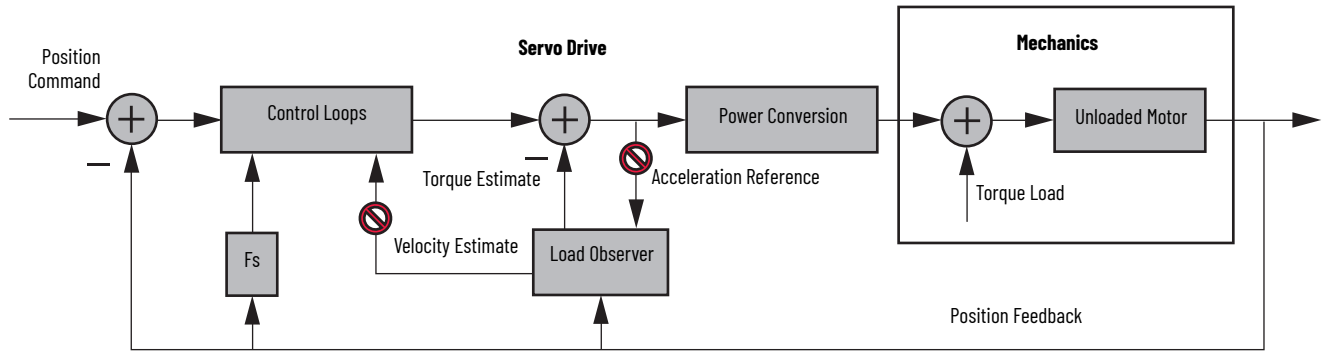 Servo Drive
Mechanics
Position
Command
Control Loops
Power Conversion
Unloaded Motor
Torque Estimate
Acceleration Reference
Torque Load
Velocity Estimate
Fs
Load Observer
Position Feedback